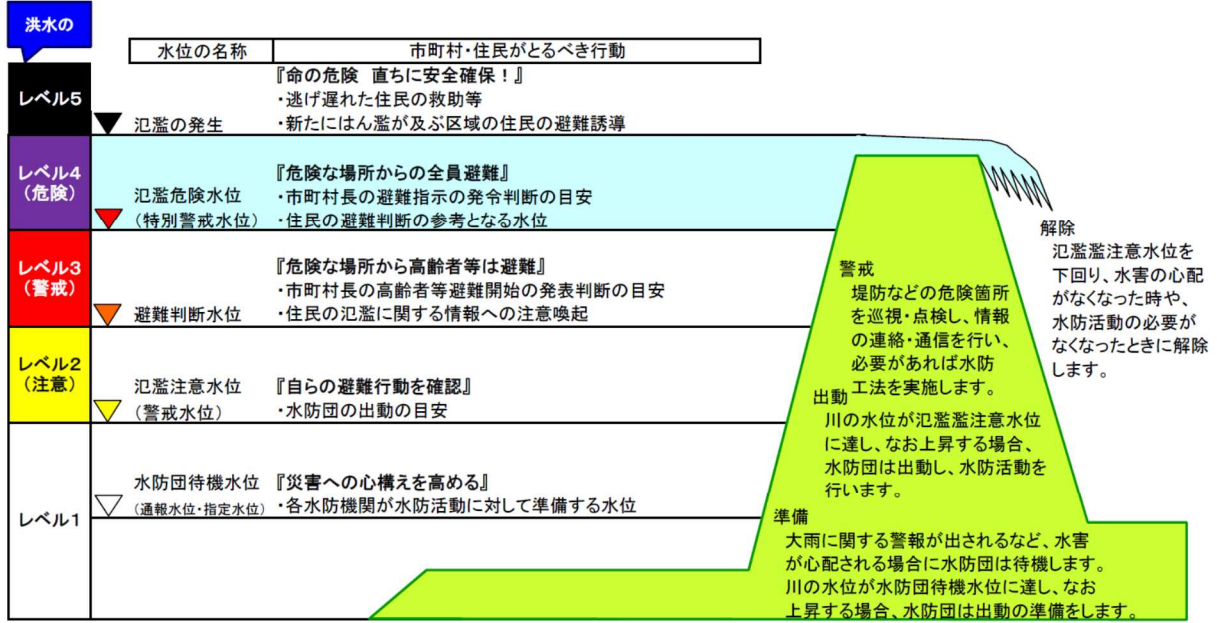 洪水の
水位の名称 市町村・住民がとるべき行動
レベル5
『命の危険 直ちに安全確保！』
・逃げ遅れた住民の救助等
氾濫の発生 ・新たにはん濫が及ぶ区域の住民の避難誘導
レベル4
(危険)
『危険な場所からの全員避難』
氾濫危険水位 ・市町村長の避難指示の発令判断の目安
(特別警戒水位) ・住民の避難判断の参考となる水位
レベル3
(警戒)
『危険な場所から高齢者等は避難』
・市町村長の高齢者等避難開始の発表判断の目安
避難判断水位 ・住民の氾濫に関する情報への注意喚起
レベル2
(注意)
氾濫注意水位 『自らの避難行動を確認』
(警戒水位) ・水防団の出動の目安
レベル1
水防団待機水位 『災害への心構えを高める』
(通報水位・指定水位) ・各水防機関が水防活動に対して準備する水位
解除
氾濫濫注意水位を
下回り、水害の心配
がなくなった時や、
水防活動の必要が
なくなったときに解除
します。
警戒
堤防などの危険箇所
を巡視・点検し、情報
の連絡・通信を行い、
必要があれば水防
工法を実施します。
出動
川の水位が氾濫濫注意水位
に達し、なお上昇する場合、
水防団は出動し、水防活動を
行います。
準備
大雨に関する警報が出されるなど、水害
が心配される場合に水防団は待機します。
川の水位が水防団待機水位に達し、なお
上昇する場合、水防団は出動の準備をします。